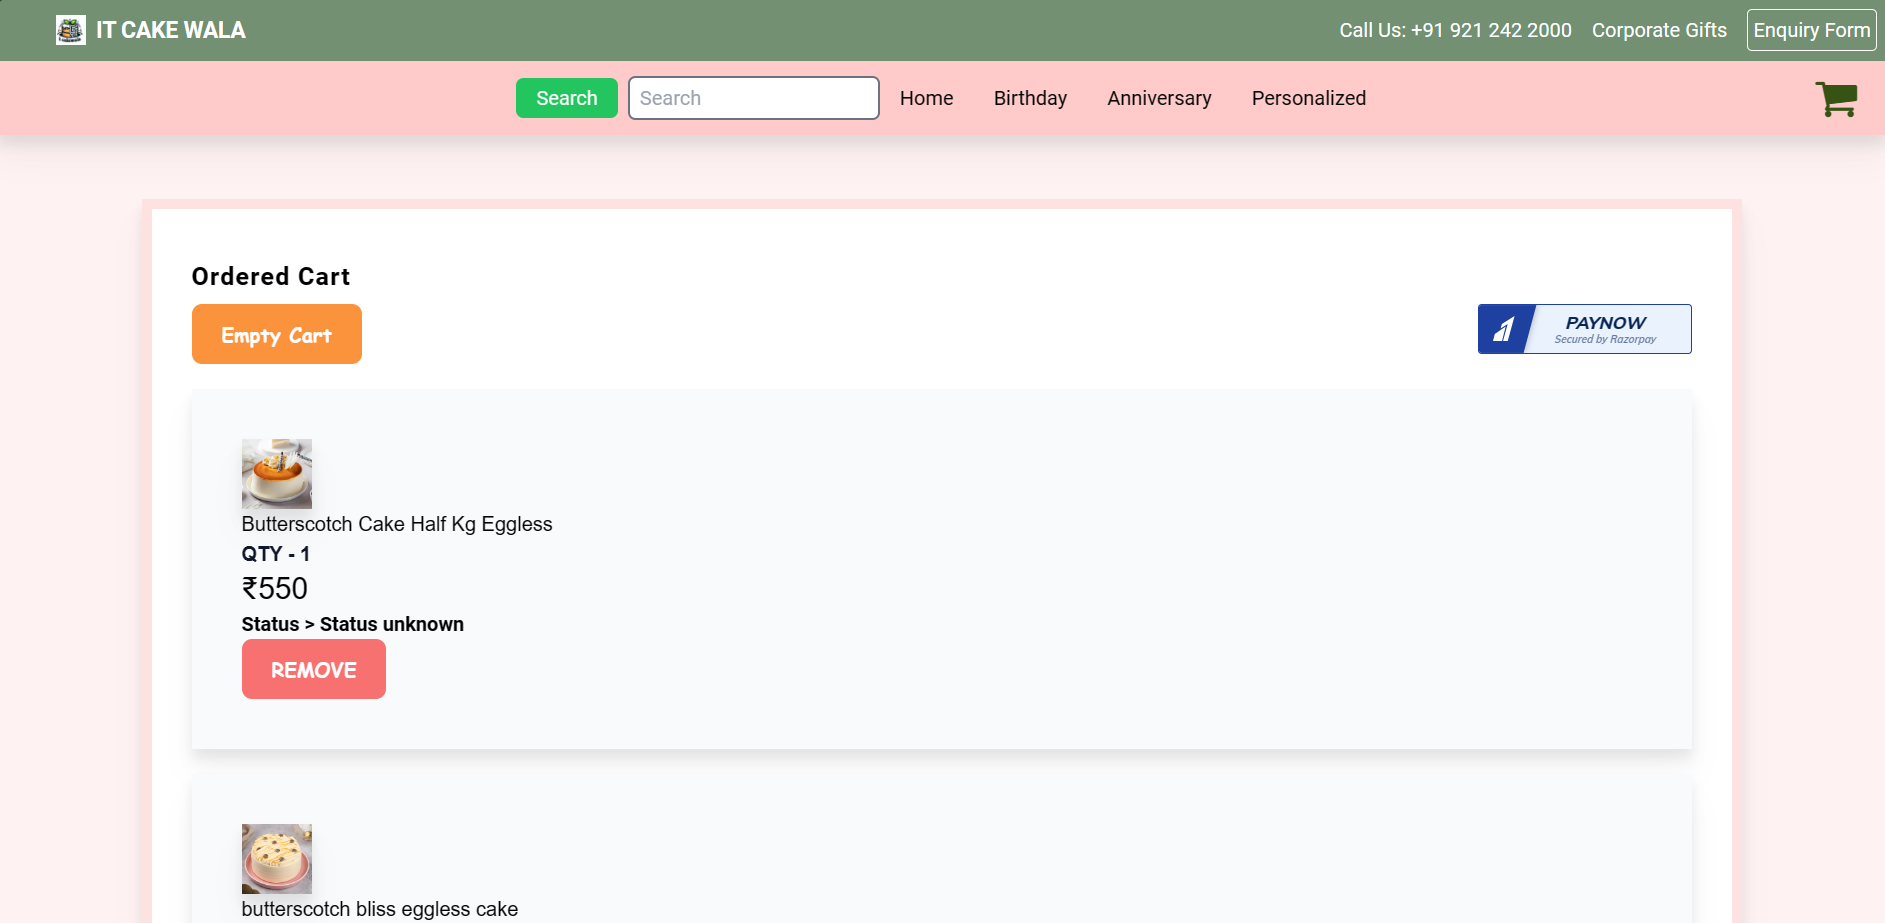 IT CAKE WALA
Call Us: +91 921 242 2000 Corporate Gifts Enquiry Form
Search Search Home Birthday Anniversary Personalized
Ordered Cart
Empty Cart
PAYNOW
Secured by Razorpay
Butterscotch Cake Half Kg Eggless
QTY - 1
₹550
Status > Status unknown
REMOVE
butterscotch bliss eggless cake